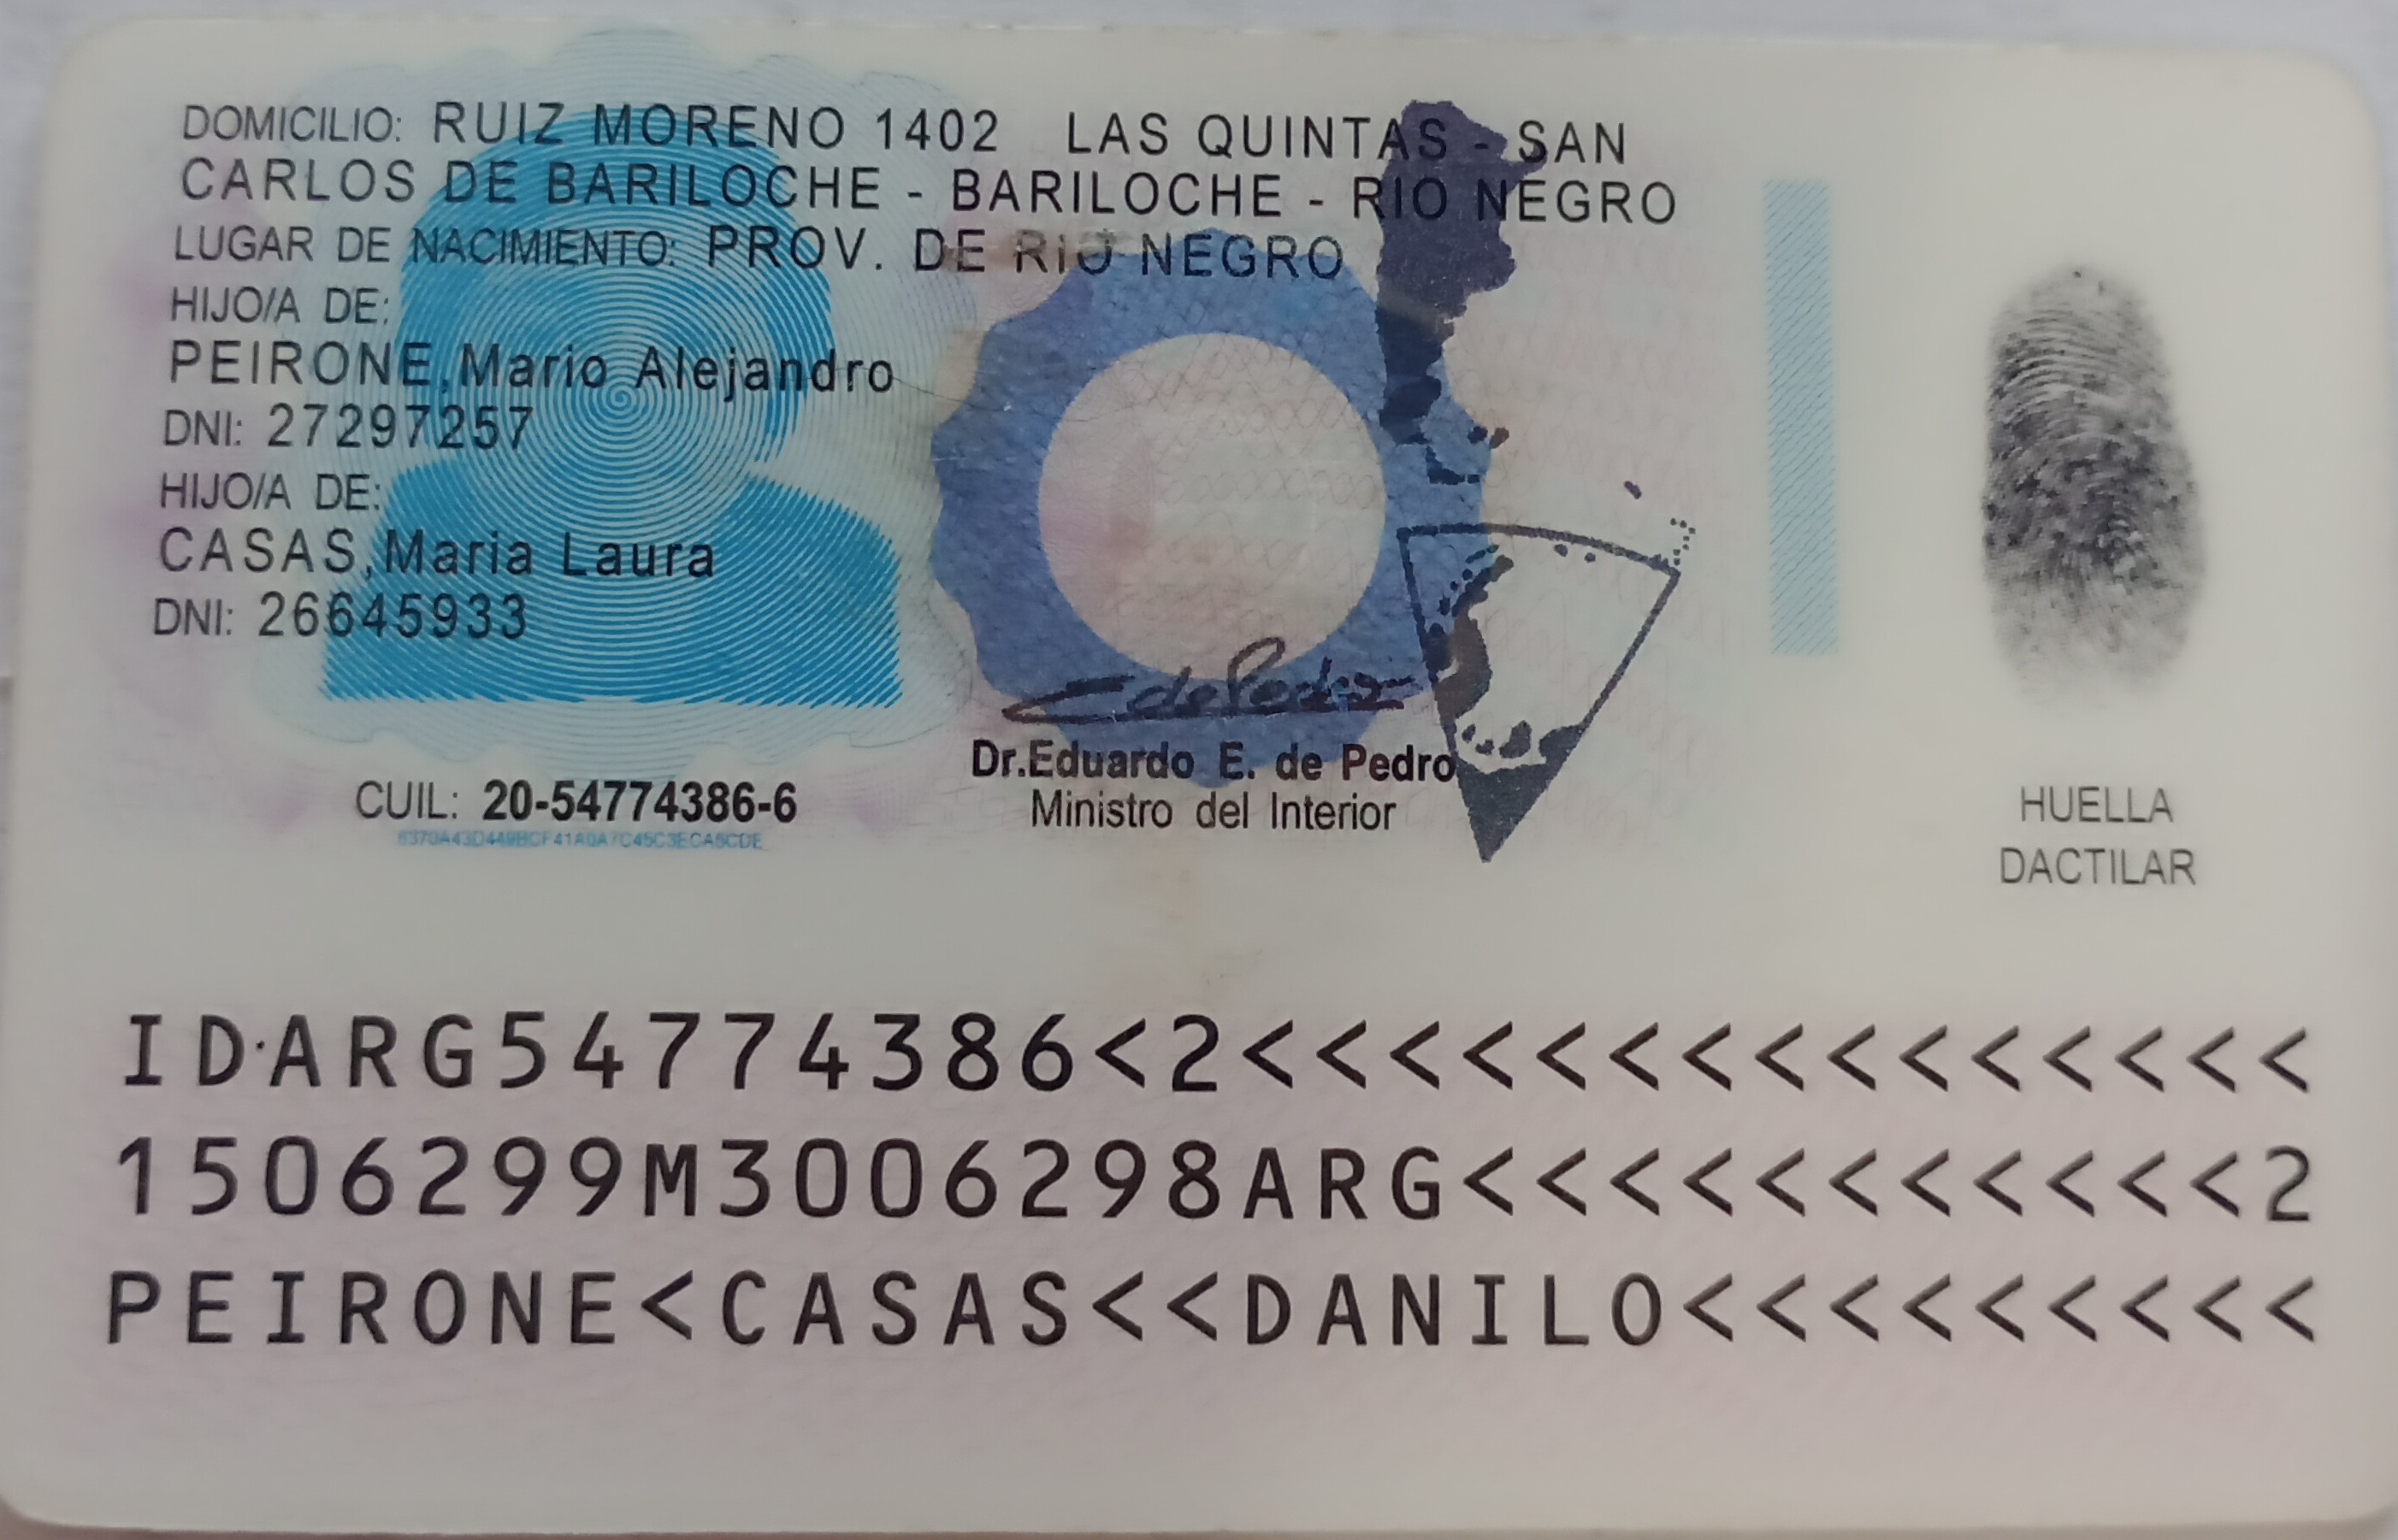 DOMICILIO: RUIZ MORENO 1402 LAS QUINTAS - SAN
CARLOS DE BARILOCHE - BARILOCHE - RIO NEGRO
LUGAR DE NACIMIENTO: PROV. DE RIO NEGRO
HIJO/A DE:
PEIRONE,Mario Alejandro
DNI: 27297257
HIJO/A DE:
CASAS,Maria Laura
DNI: 26645933
EdePedro
Dr.Eduardo E. de Pedro
Ministro del Interior
CUIL: 20-54774386-6
HUELLA
DACTILAR
IDARG54774386<2<<<<<<<<<<<<<<<
1506299M3006298ARG<<<<<<<<<<<2
PEIRONE<CASAS<<DANILO<<<<<<<<<